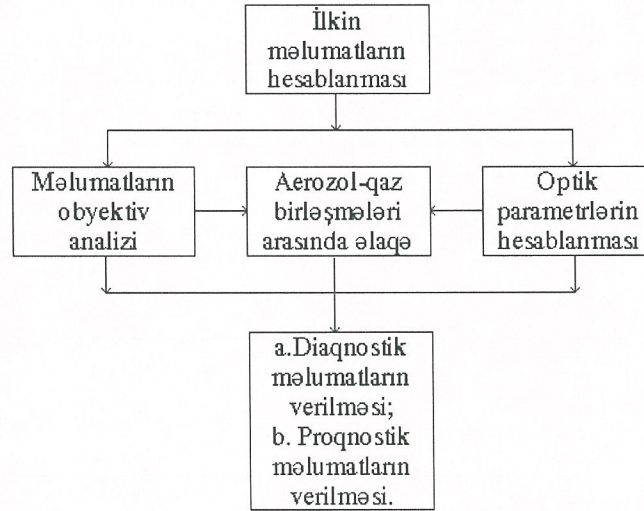 İlkin
məlumatların
hesablanması
Məlumatların
obyektiv
analizi
Aerozol-qaz
birləşmələri
arasında əlaqə
Optik
parametrlərin
hesablanması
a.Diaqnostik
məlumatların
verilməsi;
b. Proqnostik
məlumatların
verilməsi.